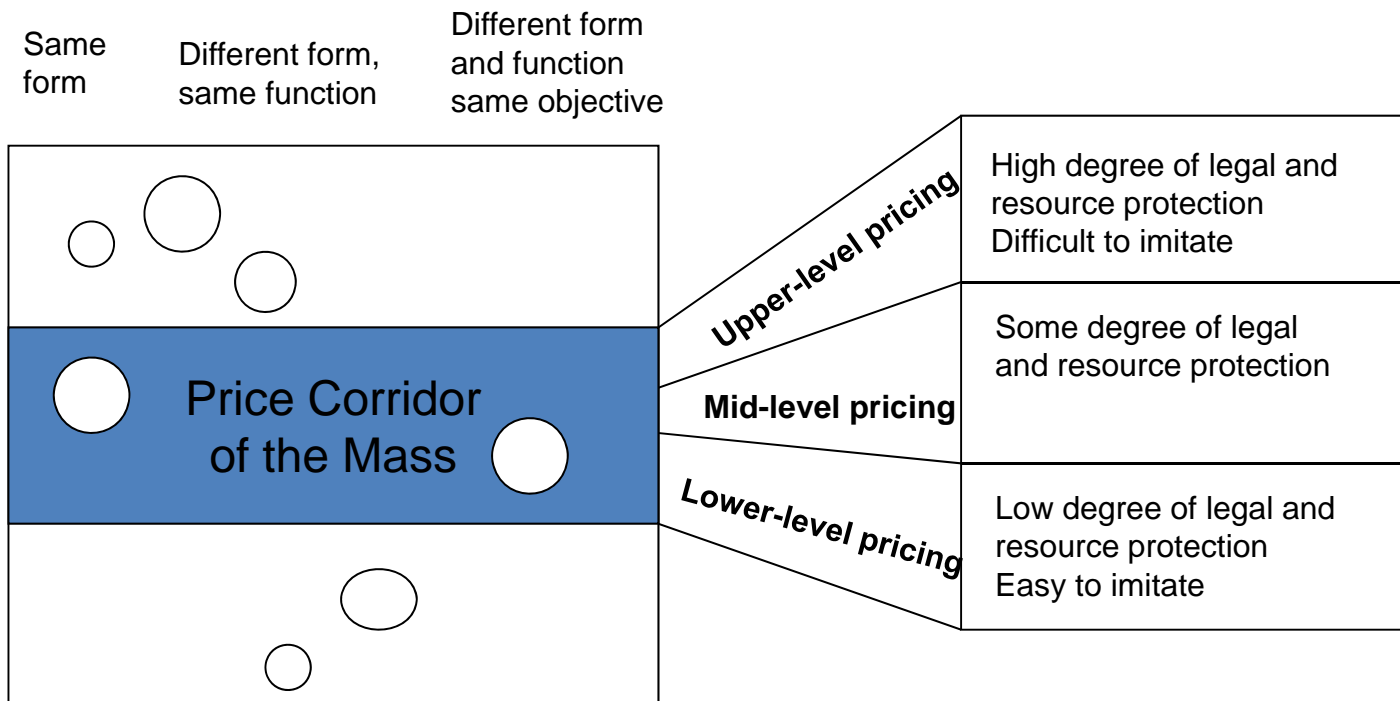 Same
form
Different form,
same function
Different form
and function
same objective
Price Corridor
of the Mass
Upper-level pricing
Mid-level pricing
Lower-level pricing
High degree of legal and
resource protection
Difficult to imitate
Some degree of legal
and resource protection
Low degree of legal and
resource protection
Easy to imitate